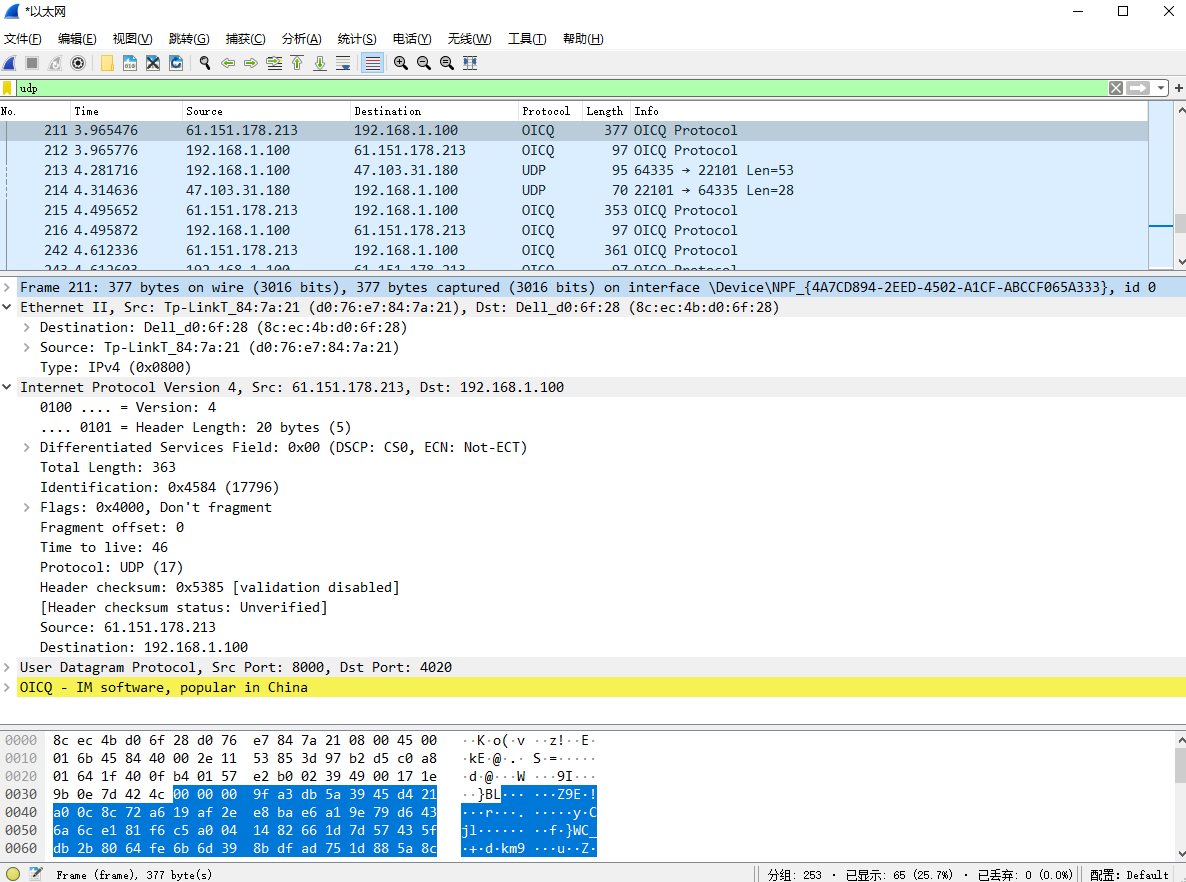 *以太网
文件(F) 编辑(E) 视图(V) 跳转(G) 捕获(C) 分析(A) 统计(S) 电话(Y) 无线(W) 工具(T) 帮助(H)
udp
No. Time Source Destination Protocol Length Info
211 3.965476 61.151.178.213 192.168.1.100 OICQ 377 OICQ Protocol
212 3.965776 192.168.1.100 61.151.178.213 OICQ 97 OICQ Protocol
213 4.281716 192.168.1.100 47.103.31.180 UDP 95 64335 → 22101 Len=53
214 4.314636 47.103.31.180 192.168.1.100 UDP 70 22101 → 64335 Len=28
215 4.495652 61.151.178.213 192.168.1.100 OICQ 353 OICQ Protocol
216 4.495872 192.168.1.100 61.151.178.213 OICQ 97 OICQ Protocol
242 4.612336 61.151.178.213 192.168.1.100 OICQ 361 OICQ Protocol
243 4.612603 192.168.1.100 61.151.178.213 OICQ 97 OICQ Protocol
Frame 211: 377 bytes on wire (3016 bits), 377 bytes captured (3016 bits) on interface \Device\NPF_{4A7CD894-2EED-4502-A1CF-ABCCF065A333}, id 0
Ethernet II, Src: Tp-LinkT_84:7a:21 (d0:76:e7:84:7a:21), Dst: Dell_d0:6f:28 (8c:ec:4b:d0:6f:28)
Destination: Dell_d0:6f:28 (8c:ec:4b:d0:6f:28)
Source: Tp-LinkT_84:7a:21 (d0:76:e7:84:7a:21)
Type: IPv4 (0x0800)
Internet Protocol Version 4, Src: 61.151.178.213, Dst: 192.168.1.100
0100 .... = Version: 4
.... 0101 = Header Length: 20 bytes (5)
Differentiated Services Field: 0x00 (DSCP: CS0, ECN: Not-ECT)
Total Length: 363
Identification: 0x4584 (17796)
Flags: 0x4000, Don't fragment
Fragment offset: 0
Time to live: 46
Protocol: UDP (17)
Header checksum: 0x5385 [validation disabled]
[Header checksum status: Unverified]
Source: 61.151.178.213
Destination: 192.168.1.100
User Datagram Protocol, Src Port: 8000, Dst Port: 4020
OICQ - IM software, popular in China
0000 8c ec 4b d0 6f 28 d0 76 e7 84 7a 21 08 00 45 00 ··K·o(·v ··z!··E·
0010 01 6b 45 84 40 00 2e 11 53 85 3d 97 b2 d5 c0 a8 ·kE·@·.· S·=·····
0020 01 64 1f 40 0f b4 01 57 e2 b0 02 39 49 00 17 1e ·d·@···W ···9I···
0030 9b 0e 7d 42 4c 00 00 00 9f a3 db 5a 39 45 d4 21 ··}BL··· ···Z9E·!
0040 a0 0c 8c 72 a6 19 af 2e e8 ba e6 a1 9e 79 d6 43 ···r···. ·····y·C
0050 6a 6c e1 81 f6 c5 a0 04 14 82 66 1d 7d 57 43 5f jl······ ··f·}WC_
0060 db 2b 80 64 fe 6b 6d 39 8b df ad 75 1d 88 5a 8c ·+·d·km9 ···u··Z·
Frame (frame), 377 byte(s) 分组: 253 · 已显示: 65 (25.7%) · 已丢弃: 0 (0.0%) 配置: Default